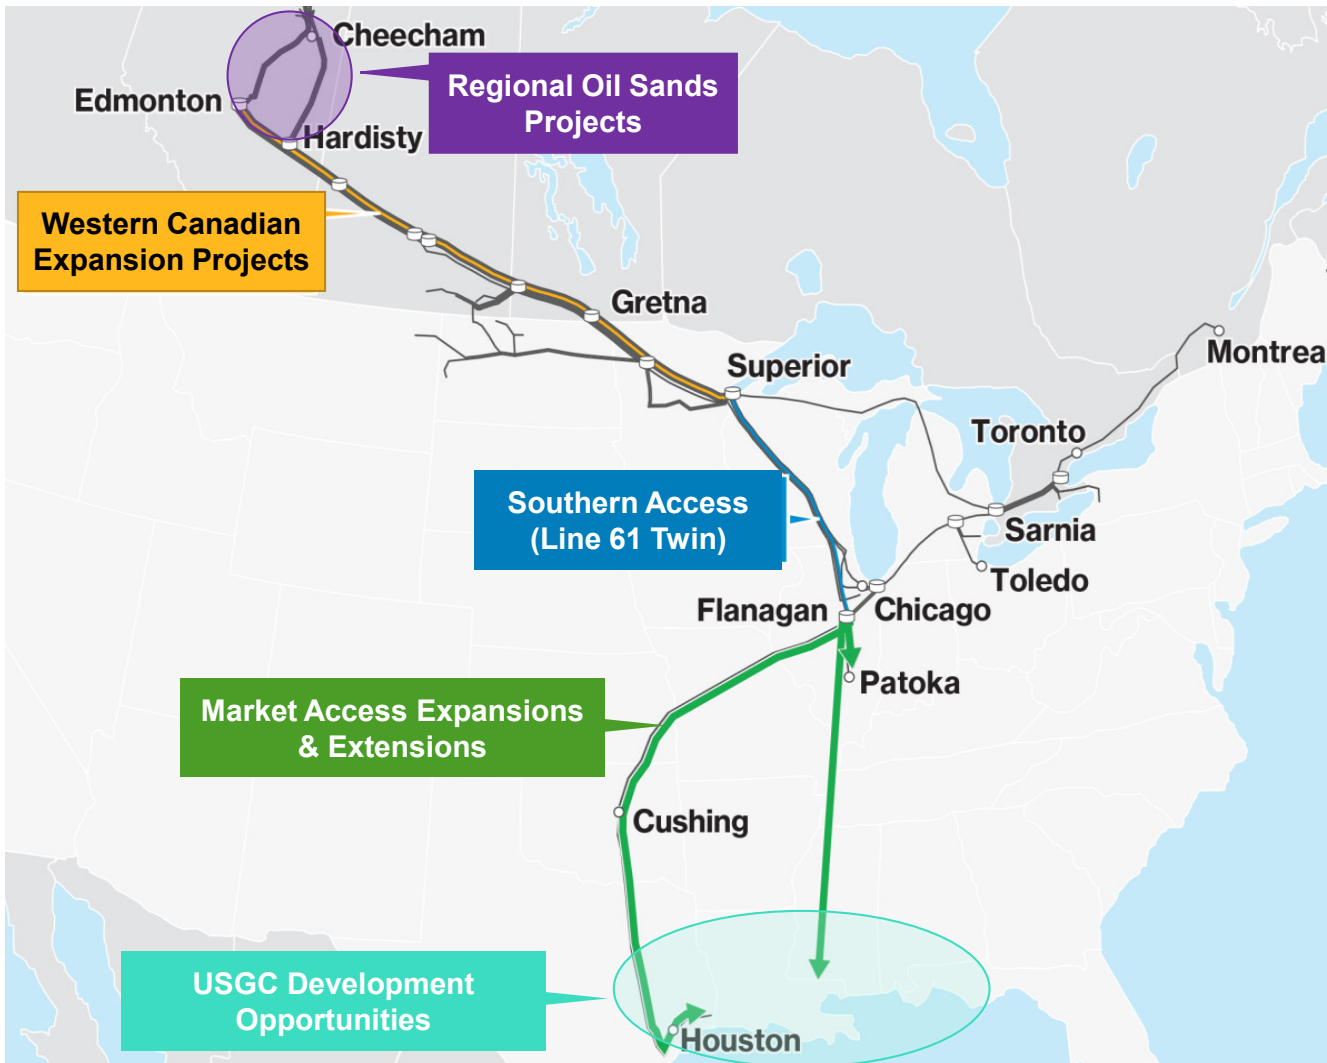 Cheecham
Regional Oil Sands
Projects
Edmonton
Hardisty
Western Canadian
Expansion Projects
Gretna
Superior
Montrea
Toronto
Southern Access
(Line 61 Twin)
Sarnia
Toledo
Flanagan
Chicago
Patoka
Market Access Expansions
& Extensions
Cushing
USGC Development
Opportunities
Houston